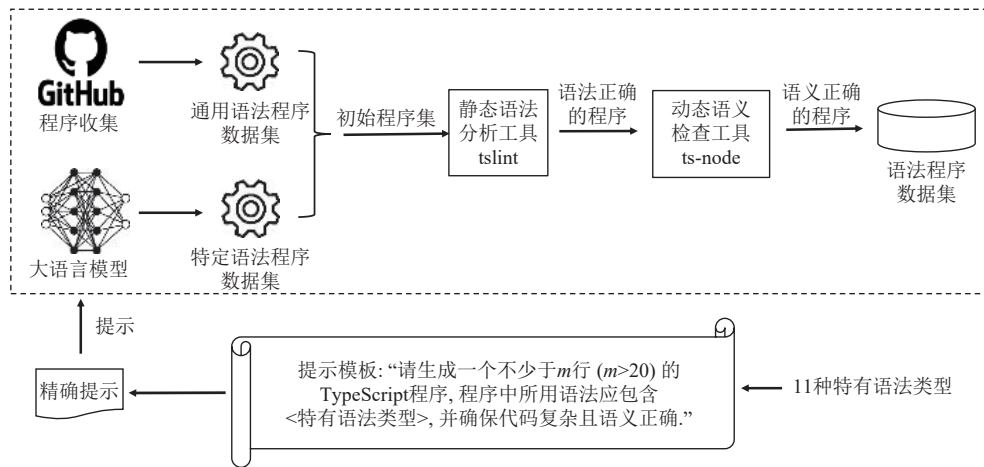 GitHub
程序收集
通用语法程序
数据集
初始程序集
静态语法
分析工具
tslint
语法正确
的程序
动态语义
检查工具
ts-node
语义正确
的程序
语法程序
数据集
大语言模型
特定语法程序
数据集
提示
精确提示
提示模板: “请生成一个不少于m行 (m>20) 的
TypeScript程序, 程序中所用语法应包含
<特有语法类型>, 并确保代码复杂且语义正确.”
11种特有语法类型